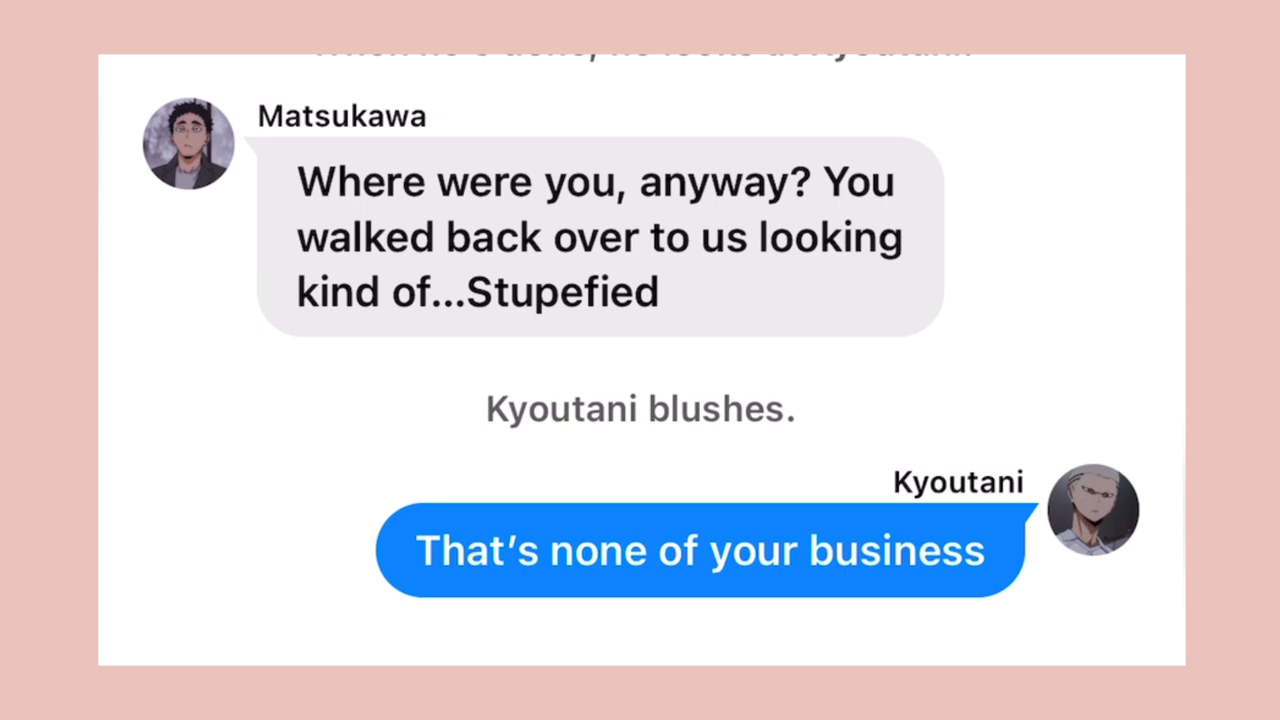 Matsukawa
Where were you, anyway? You
walked back over to us looking
kind of...Stupefied
Kyoutani blushes.
Kyoutani
That's none of your business